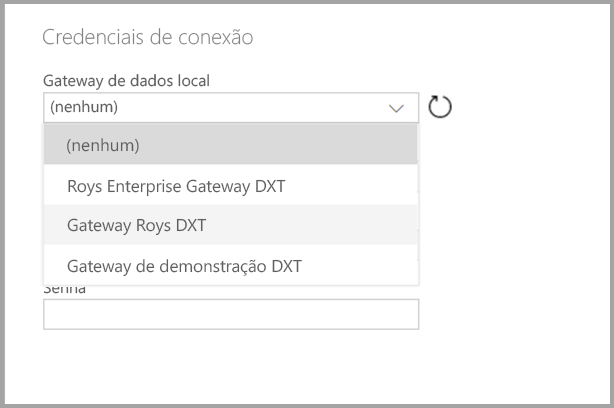 Credenciais de conexão
Gateway de dados local
(nenhum)
(nenhum)
Roys Enterprise Gateway DXT
Gateway Roys DXT
Gateway de demonstração DXT
Senha